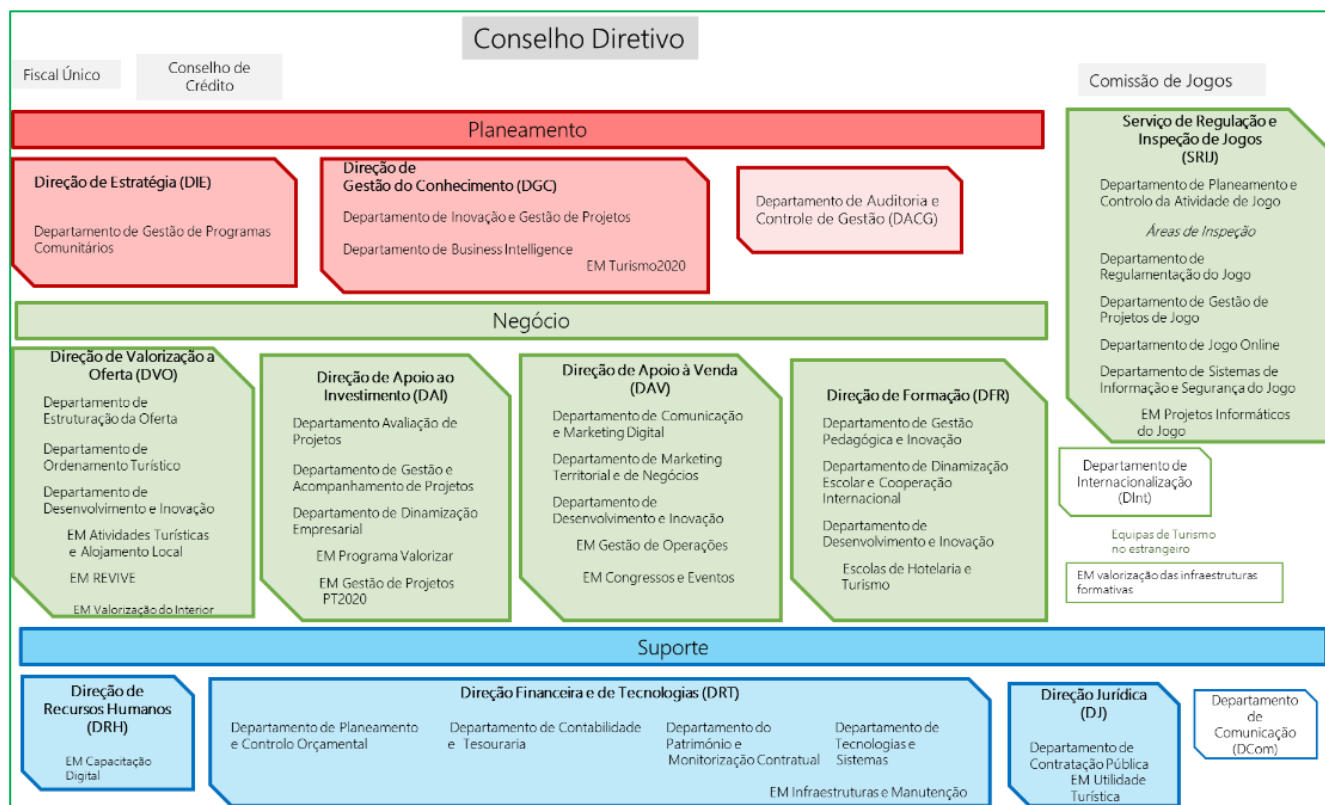 Conselho Diretivo
Fiscal Único
Conselho de
Crédito
Comissão de Jogos
Planeamento
Direção de Estratégia (DIE)
Departamento de Gestão de Programas
Comunitários
Direção de
Gestão do Conhecimento (DGC)
Departamento de Inovação e Gestão de Projetos
Departamento de Business Intelligence
EM Turismo2020
Departamento de Auditoria e
Controle de Gestão (DACG)
Serviço de Regulação e
Inspeção de Jogos
(SRIJ)
Departamento de Planeamento e
Controlo da Atividade de Jogo
Áreas de Inspeção
Departamento de
Regulamentação do Jogo
Departamento de Gestão de
Projetos de Jogo
Departamento de Jogo Online
Departamento de Sistemas de
Informação e Segurança do Jogo
EM Projetos Informáticos
do Jogo
Negócio
Direção de Valorização a
Oferta (DVO)
Departamento de
Estruturação da Oferta
Departamento de
Ordenamento Turístico
Departamento de
Desenvolvimento e Inovação
EM Atividades Turísticas
e Alojamento Local
EM REVIVE
EM Valorização do Interior
Direção de Apoio ao
Investimento (DAI)
Departamento Avaliação de
Projetos
Departamento de Gestão e
Acompanhamento de Projetos
Departamento de Dinamização
Empresarial
EM Programa Valorizar
EM Gestão de Projetos
PT2020
Direção de Apoio à Venda
(DAV)
Departamento de Comunicação
e Marketing Digital
Departamento de Marketing
Territorial e de Negócios
Departamento de
Desenvolvimento e Inovação
EM Gestão de Operações
EM Congressos e Eventos
Direção de Formação (DFR)
Departamento de Gestão
Pedagógica e Inovação
Departamento de Dinamização
Escolar e Cooperação
Internacional
Departamento de
Desenvolvimento e Inovação
Escolas de Hotelaria e
Turismo
Departamento de
Internacionalização
(DInt)
Equipas de Turismo
no estrangeiro
EM valorização das infraestruturas
formativas
Suporte
Direção de
Recursos Humanos
(DRH)
EM Capacitação
Digital
Direção Financeira e de Tecnologias (DRT)
Departamento de Planeamento
e Controlo Orçamental
Departamento de Contabilidade
e Tesouraria
Departamento do
Património e
Monitorização Contratual
Departamento de
Tecnologias e
Sistemas
EM Infraestruturas e Manutenção
Direção Jurídica
(DJ)
Departamento de
Contratação Pública
EM Utilidade
Turística
Departamento
de
Comunicação
(DCom)